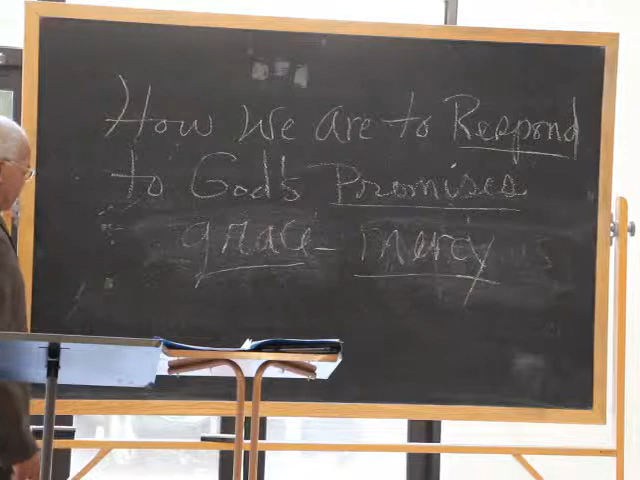 How We are to Respond
to God's Promises
grace - mercy